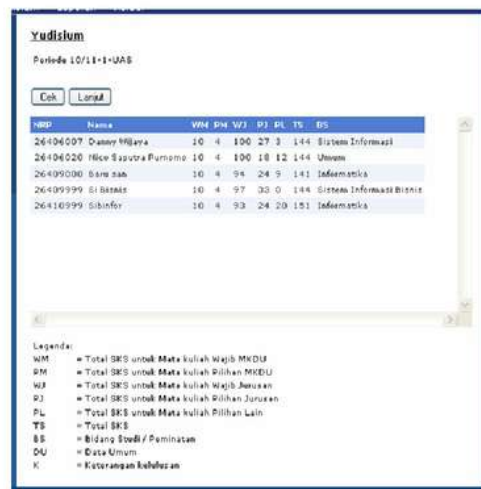 Yudisium
Periode 10/11-1-UAS
Cek Lanjut
NRP Nama WM PM WJ PJ PL TS BS
26406007 Danny Wijaya 10 4 100 27 3 144 Sistem Informasi
26406020 Nico Saputra Purnomo 10 4 100 18 12 144 Umum
26409000 Baru san 10 4 94 24 9 141 Informatika
26409999 Si Bisnis 10 4 97 33 0 144 Sistem Informasi Bisnis
26410999 Sibinfor 10 4 93 24 20 151 Informatika
Legenda:
WM = Total SKS untuk Mata kuliah Wajib MKDU
PM = Total SKS untuk Mata kuliah Pilihan MKDU
WJ = Total SKS untuk Mata kuliah Wajib Jurusan
PJ = Total SKS untuk Mata kuliah Pilihan Jurusan
PL = Total SKS untuk Mata kuliah Pilihan Lain
TS = Total SKS
BS = Bidang Studi / Peminatan
DU = Data Umum
K = Keterangan kelulusan